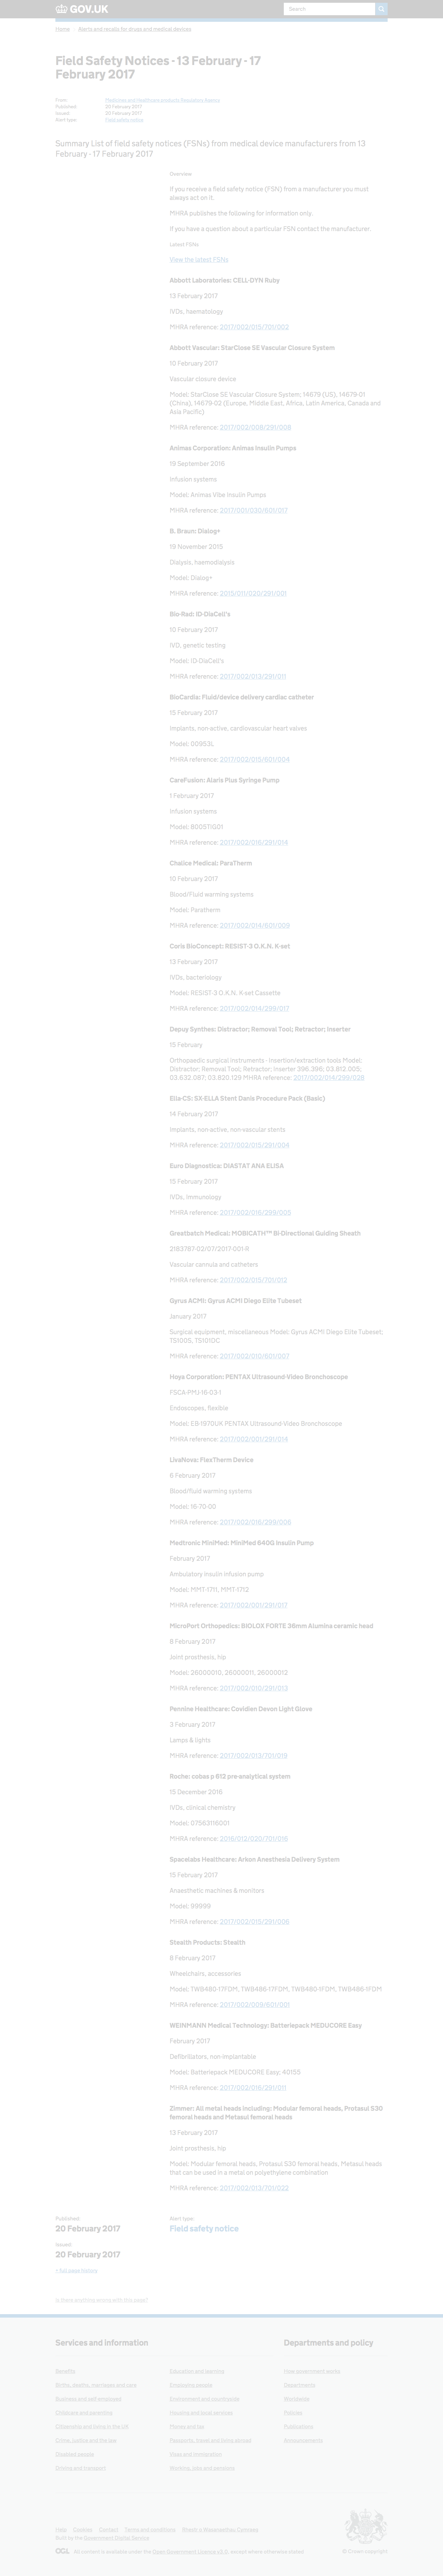 GOV.UK
Search
Home
Alerts and recalls for drugs and medical devices
Field Safety Notices - 13 February - 17
February 2017
From: Medicines and Healthcare products Regulatory Agency
Published: 20 February 2017
Issued: 20 February 2017
Alert type: Field safety notice
Summary List of field safety notices (FSNs) from medical device manufacturers from 13
February - 17 February 2017
Overview
If you receive a field safety notice (FSN) from a manufacturer you must
always act on it.
MHRA publishes the following for information only.
If you have a question about a particular FSN contact the manufacturer.
Latest FSNs
View the latest FSNs
Abbott Laboratories: CELL-DYN Ruby
13 February 2017
IVDs, haematology
MHRA reference: 2017/002/015/701/002
Abbott Vascular: StarClose SE Vascular Closure System
10 February 2017
Vascular closure device
Model: StarClose SE Vascular Closure System; 14679 (US), 14679-01
(China), 14679-02 (Europe, Middle East, Africa, Latin America, Canada and
Asia Pacific)
MHRA reference: 2017/002/008/291/008
Animas Corporation: Animas Insulin Pumps
19 September 2016
Infusion systems
Model: Animas Vibe Insulin Pumps
MHRA reference: 2017/001/030/601/017
B. Braun: Dialog+
19 November 2015
Dialysis, haemodialysis
Model: Dialog+
MHRA reference: 2015/011/020/291/001
Bio-Rad: ID-DiaCell's
10 February 2017
IVD, genetic testing
Model: ID-DiaCell's
MHRA reference: 2017/002/013/291/011
BioCardia: Fluid/device delivery cardiac catheter
15 February 2017
Implants, non-active, cardiovascular heart valves
Model: 00953L
MHRA reference: 2017/002/015/601/004
CareFusion: Alaris Plus Syringe Pump
1 February 2017
Infusion systems
Model: 8005TIG01
MHRA reference: 2017/002/016/291/014
Chalice Medical: ParaTherm
10 February 2017
Blood/Fluid warming systems
Model: Paratherm
MHRA reference: 2017/002/014/601/009
Coris BioConcept: RESIST-3 O.K.N. K-set
13 February 2017
IVDs, bacteriology
Model: RESIST-3 O.K.N. K-set Cassette
MHRA reference: 2017/002/014/299/017
Depuy Synthes: Distractor; Removal Tool; Retractor; Inserter
15 February
Orthopaedic surgical instruments - insertion/extraction tools Model:
Distractor; Removal Tool; Retractor; Inserter 396.399; 03.812.005;
03.632.087; 03.820.129 MHRA reference: 2017/002/014/299/028
Ella-CS: SX-ELLA Stent Danis Procedure Pack (Basic)
14 February 2017
Implants, non-active, non-vascular stents
MHRA reference: 2017/002/015/291/004
Euro Diagnostica: DIASTAT ANA ELISA
15 February 2017
IVDs, Immunology
MHRA reference: 2017/002/016/299/005
Greatbatch Medical: MOBICATH™ Bi-Directional Guiding Sheath
2183787-02/07/2017-001-R
Vascular cannula and catheters
MHRA reference: 2017/002/015/701/012
Gyrus ACMI: Gyrus ACMI Diego Elite Tubeset
January 2017
Surgical equipment, miscellaneous Model: Gyrus ACMI Diego Elite Tubeset;
TS100S, TS101DC
MHRA reference: 2017/002/010/601/007
Hoya Corporation: PENTAX Ultrasound-Video Bronchoscope
FSCA-PMJ-16-03-1
Endoscopes, flexible
Model: EB-1970UK PENTAX Ultrasound-Video Bronchoscope
MHRA reference: 2017/002/001/291/014
LivaNova: FlexTherm Device
6 February 2017
Blood/fluid warming systems
Model: 16-70-00
MHRA reference: 2017/002/016/299/006
Medtronic MiniMed: MiniMed 640G Insulin Pump
February 2017
Ambulatory insulin infusion pump
Model: MMT-1711, MMT-1712
MHRA reference: 2017/002/001/291/017
MicroPort Orthopedics: BIOLOX FORTE 36mm Alumina ceramic head
8 February 2017
Joint prosthesis, hip
Model: 26000010, 26000011, 26000012
MHRA reference: 2017/002/010/291/013
Pennine Healthcare: Covidien Devon Light Glove
3 February 2017
Lamps & lights
MHRA reference: 2017/002/013/701/015
Roche: cobas p 612 pre-analytical system
15 December 2016
IVDs, clinical chemistry
Model: 07563116001
MHRA reference: 2016/012/020/701/016
Spacelabs Healthcare: Arkon Anesthesia Delivery System
15 February 2017
Anaesthetic machines & monitors
Model: 99999
MHRA reference: 2017/002/015/291/006
Stealth Products: Stealth
8 February 2017
Wheelchairs, accessories
Model: TWB480-17FDM, TWB486-17FDM, TWB480-1FDM, TWB486-1FDM
MHRA reference: 2017/002/009/601/001
WEINMANN Medical Technology: Batteriepack MEDUCORE Easy
February 2017
Defibrillators, non-implantable
Model: Batteriepack MEDUCORE Easy; 40155
MHRA reference: 2017/002/016/291/011
Zimmer: All metal heads including: Modular femoral heads, Protasul S30
femoral heads and Metasul femoral heads
13 February 2017
Joint prosthesis, hip
Model: Modular femoral heads, Protasul S30 femoral heads, Metasul heads
that can be used in a metal on polyethylene combination
MHRA reference: 2017/002/013/701/022
Published:
20 February 2017
Alert type:
Field safety notice
Issued:
20 February 2017
+ full page history
Is there anything wrong with this page?
Services and information
Departments and policy
Benefits
Births, deaths, marriages and care
Business and self-employed
Childcare and parenting
Citizenship and living in the UK
Crime, justice and the law
Disabled people
Driving and transport
Education and learning
Employing people
Environment and countryside
Housing and local services
Money and tax
Passports, travel and living abroad
Visas and immigration
Working, jobs and pensions
How government works
Departments
Worldwide
Policies
Publications
Announcements
Help Cookies Contact Terms and conditions Rhestr o Wasanaethau Cymraeg
Built by the Government Digital Service
OGL All content is available under the Open Government Licence v3.0, except where otherwise stated
© Crown copyright